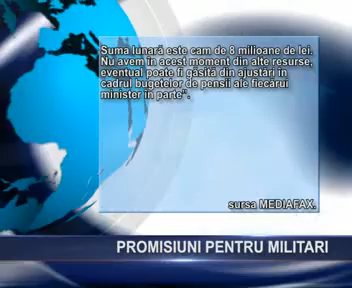 Suma lunară este cam de 8 milioane de lei.
Nu avem în acest moment din alte resurse,
eventual poate fi găsită din ajustări în
cadrul bugetelor de pensii ale fiecărui
minister în parte".
sursa MEDIAFAX.
PROMISIUNI PENTRU MILITARI